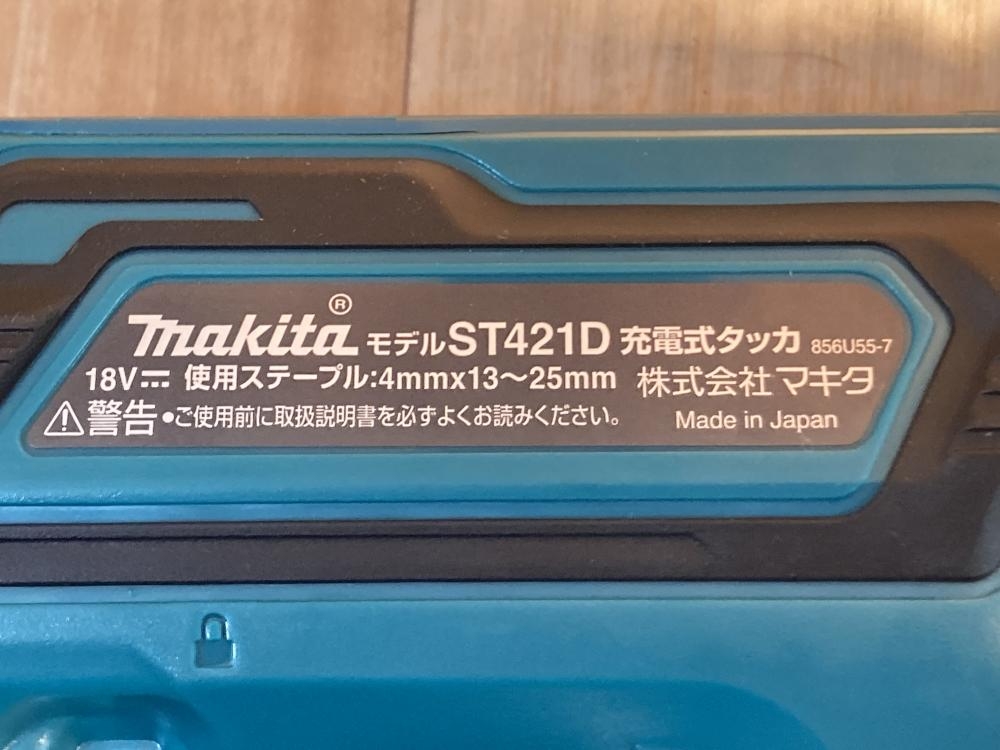 makita® モデルST421D 充電式タッカ 856U55-7
18V⎓ 使用ステープル:4mmx13～25mm 株式会社マキタ
⚠警告 •ご使用前に取扱説明書を必ずよくお読みください。 Made in Japan